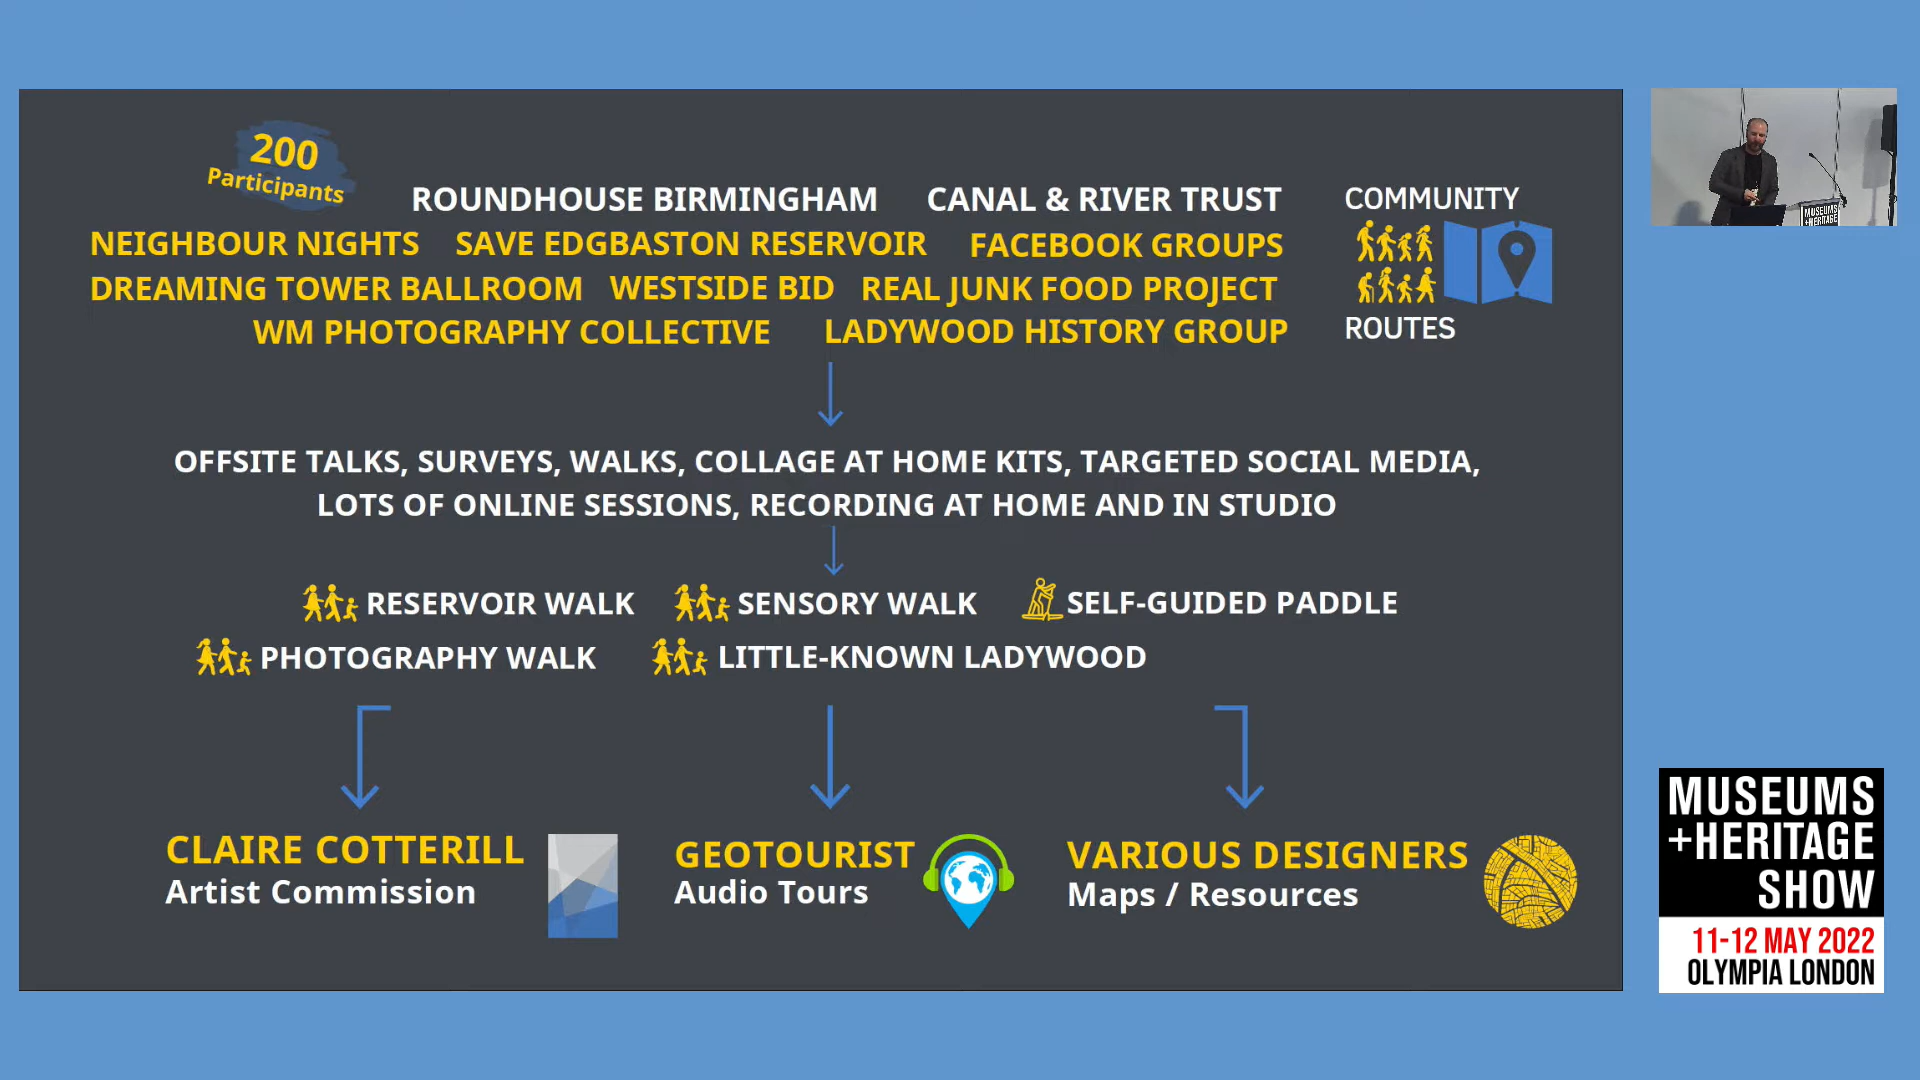 200
Participants
ROUNDHOUSE BIRMINGHAM CANAL & RIVER TRUST
NEIGHBOUR NIGHTS SAVE EDGBASTON RESERVOIR FACEBOOK GROUPS
DREAMING TOWER BALLROOM WESTSIDE BID REAL JUNK FOOD PROJECT
WM PHOTOGRAPHY COLLECTIVE LADYWOOD HISTORY GROUP
COMMUNITY
ROUTES
OFFSITE TALKS, SURVEYS, WALKS, COLLAGE AT HOME KITS, TARGETED SOCIAL MEDIA,
LOTS OF ONLINE SESSIONS, RECORDING AT HOME AND IN STUDIO
RESERVOIR WALK SENSORY WALK SELF-GUIDED PADDLE
PHOTOGRAPHY WALK LITTLE-KNOWN LADYWOOD
CLAIRE COTTERILL
Artist Commission
GEOTOURIST
Audio Tours
VARIOUS DESIGNERS
Maps / Resources
MUSEUMS
+HERITAGE
MUSEUMS
+HERITAGE
SHOW
11-12 MAY 2022
OLYMPIA LONDON